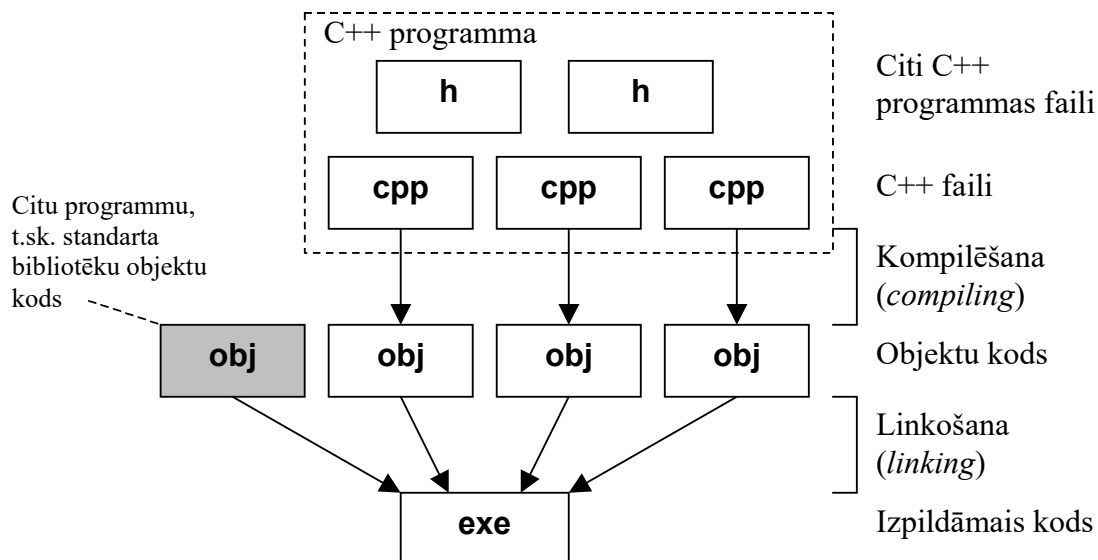 C++ programma
h h
Citi C++
programmas faili
cpp cpp cpp
C++ faili
Citu programmu,
t.sk. standarta
bibliotēku objektu
kods
Kompilēšana
(compiling)
obj obj obj obj
Objektu kods
Linkošana
(linking)
exe
Izpildāmais kods